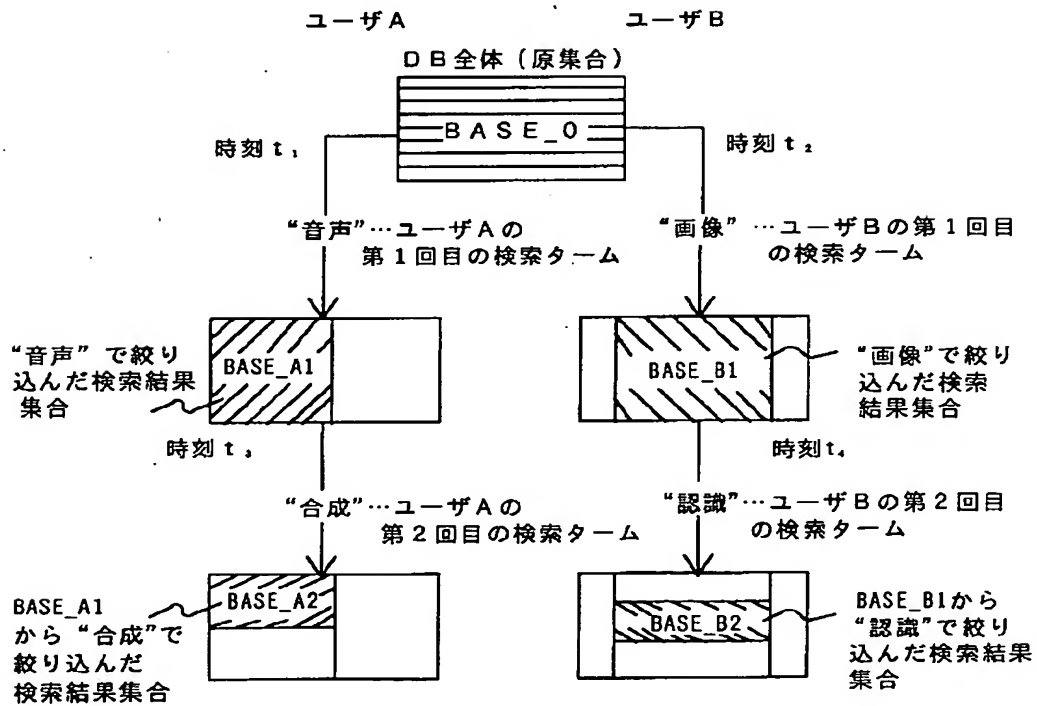 ユーザA
ユーザB
DB全体(原集合)
BASE_0
時刻t₁
時刻t₂
“音声”…ユーザAの
第1回目の検索ターム
“画像”…ユーザBの第1回目
の検索ターム
“音声”で絞り
込んだ検索結果
集合
BASE_A1
BASE_B1
“画像”で絞り
込んだ検索
結果集合
時刻t₃
時刻t₄
“合成”…ユーザAの
第2回目の検索ターム
“認識”…ユーザBの第2回目
の検索ターム
BASE_A1
から“合成”で
絞り込んだ
検索結果集合
BASE_A2
BASE_B2
BASE_B1から
“認識”で絞り
込んだ検索結果
集合